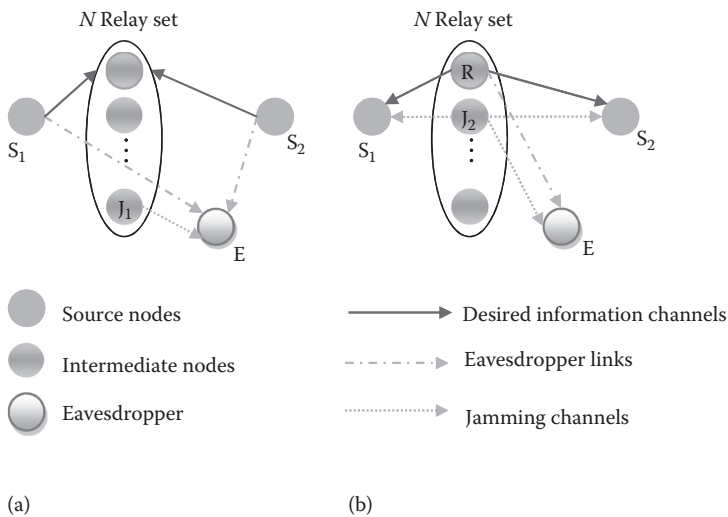 N Relay set
S1
S2
J1
E
N Relay set
R
J2
S1
S2
E
Source nodes
Intermediate nodes
Eavesdropper
Desired information channels
Eavesdropper links
Jamming channels
(a)
(b)